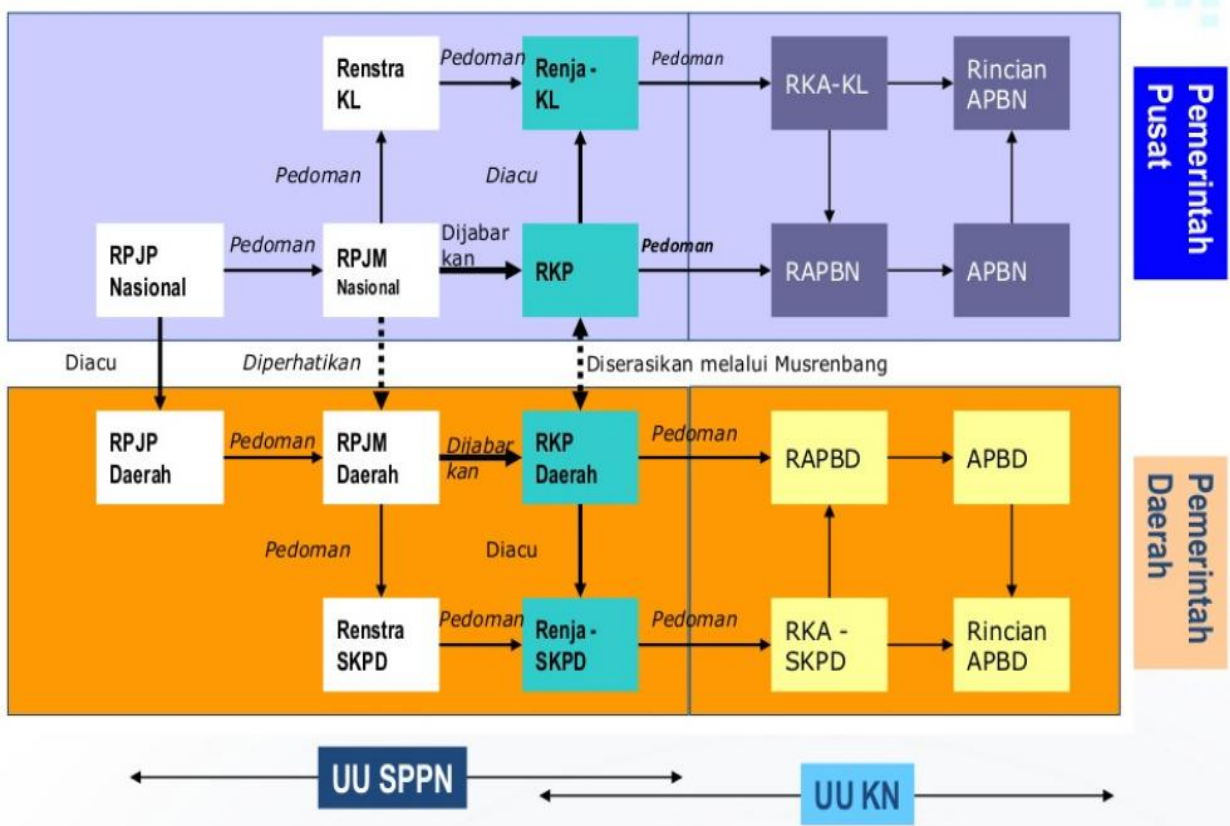 Pedoman
Pedoman
Renstra
KL
Renja -
KL
RKA-KL
Rincian
APBN
Pemerintah
Pusat
Pedoman
Diacu
RPJP
Nasional
Pedoman
RPJM
Nasional
Dijabar
kan
RKP
Pedoman
RAPBN
APBN
Diacu
Diperhatikan
Diserasikan melalui Musrenbang
RPJP
Daerah
Pedoman
RPJM
Daerah
Dijabar
kan
RKP
Daerah
Pedoman
RAPBD
APBD
Pemerintah
Daerah
Pedoman
Diacu
Renstra
SKPD
Pedoman
Renja -
SKPD
Pedoman
RKA -
SKPD
Rincian
APBD
UU SPPN
UU KN